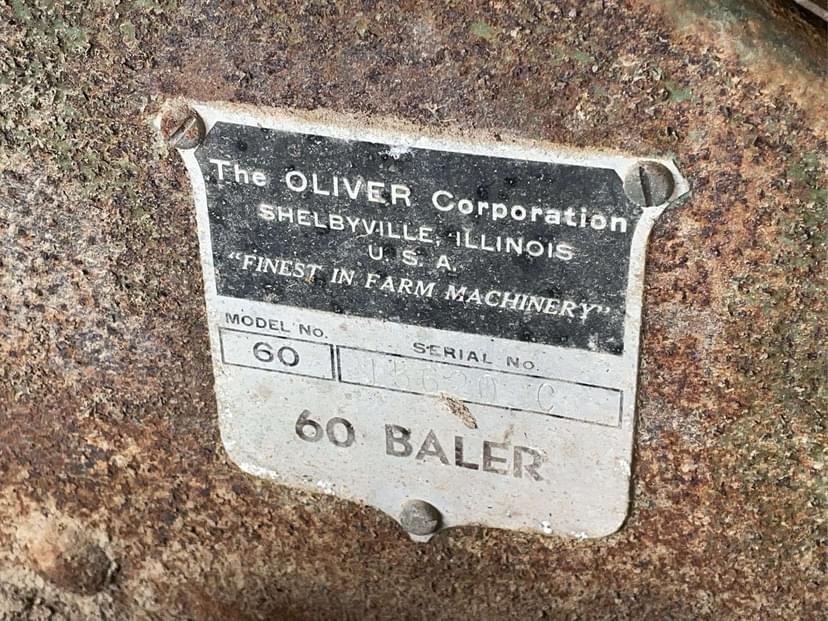 The OLIVER Corporation
SHELBYVILLE, ILLINOIS
U. S. A.
"FINEST IN FARM MACHINERY"
MODEL NO. SERIAL NO.
60 C
60 BALER